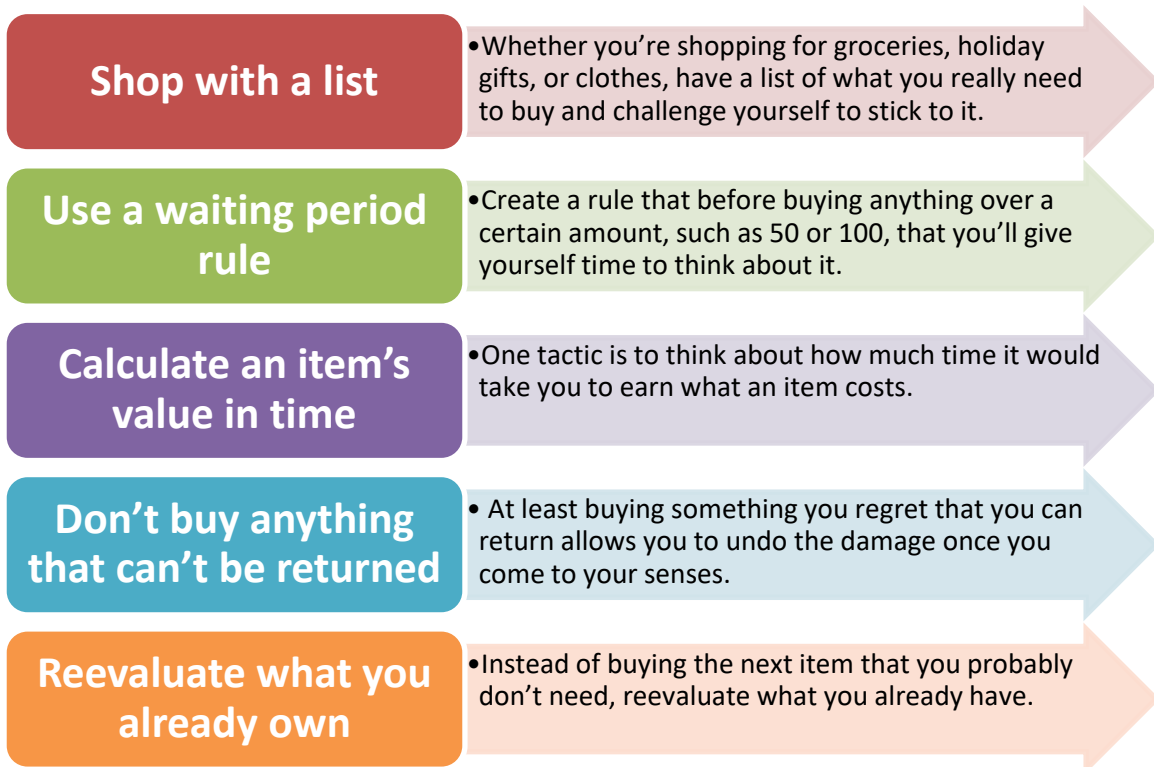 Shop with a list
•Whether you’re shopping for groceries, holiday
gifts, or clothes, have a list of what you really need
to buy and challenge yourself to stick to it.
Use a waiting period
rule
•Create a rule that before buying anything over a
certain amount, such as 50 or 100, that you’ll give
yourself time to think about it.
Calculate an item’s
value in time
•One tactic is to think about how much time it would
take you to earn what an item costs.
Don’t buy anything
that can’t be returned
• At least buying something you regret that you can
return allows you to undo the damage once you
come to your senses.
Reevaluate what you
already own
•Instead of buying the next item that you probably
don’t need, reevaluate what you already have.